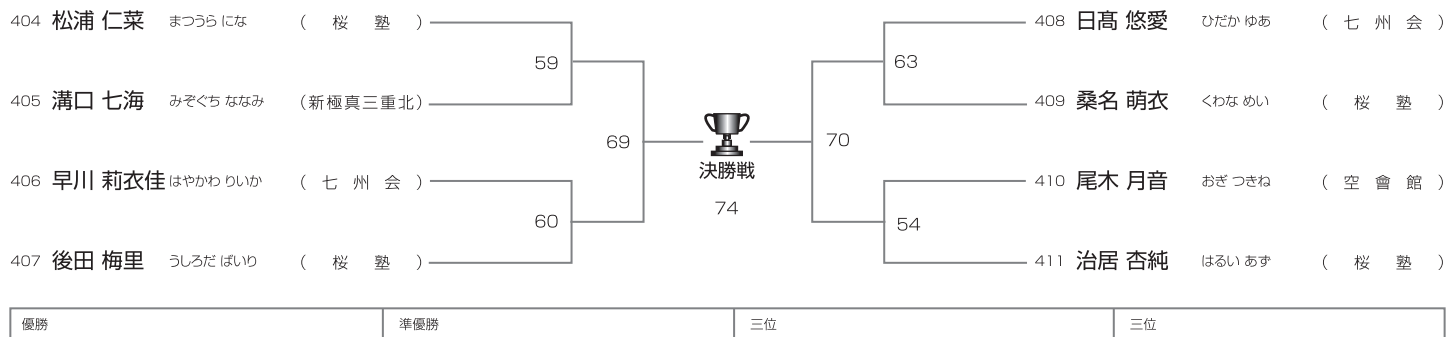 404 松浦 仁菜 まつうら にな ( 桜 塾 )
59
405 溝口 七海 みぞぐち ななみ (新極真三重北)
69
406 早川 莉衣佳 はやかわ りいか ( 七 州 会 )
60
407 後田 梅里 うしろだ ばいり ( 桜 塾 )
決勝戦
74
408 日髙 悠愛 ひだか ゆあ ( 七 州 会 )
63
409 桑名 萌衣 くわな めい ( 桜 塾 )
70
410 尾木 月音 おぎ つきね ( 空 會 館 )
54
411 治居 杏純 はるい あず ( 桜 塾 )
優勝 準優勝 三位 三位